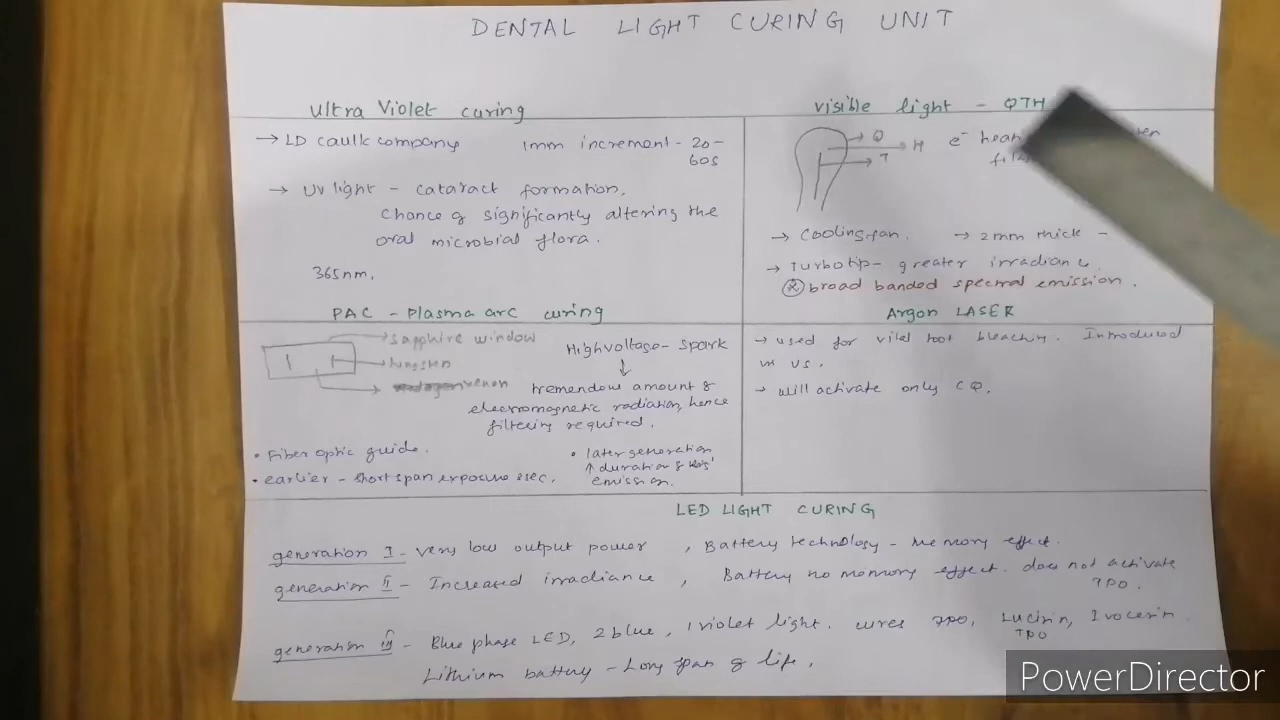 DENTAL LIGHT CURING UNIT
Ultra Violet curing
→ LD caulk company 1mm increment - 20-
60s
→ UV light - cataract formation.
Chance of significantly altering the
oral microbial flora.
365nm.
visible light - QTH
→ Q
→ H
→ T
e⁻
→ Cooling fan. → 2mm thick -
→ Turbo tip - greater irradiance
broad banded spectral emission.
PAC - Plasma arc curing
→ sapphire window
→ tungsten
→ xenon
High voltage - spark
↓
tremendous amount of
electromagnetic radiation, hence
filtering required.
• Fiber optic guide.
• earlier - short span exposure sec.
• later generation
↑ duration of
emission.
Argon LASER
→ used for vital toot bleaching. Introduced
in US.
→ will activate only CQ.
LED LIGHT CURING
generation I - very low output power , Battery technology - Memory effect.
generation II - Increased irradiance , Battery no memory effect. does not activate
TPO.
generation III - Blue phase LED, 2 blue, 1 violet light. cures TPO, Lucirin, Ivocerin
TPO
Lithium battery - Long span of life.
PowerDirector